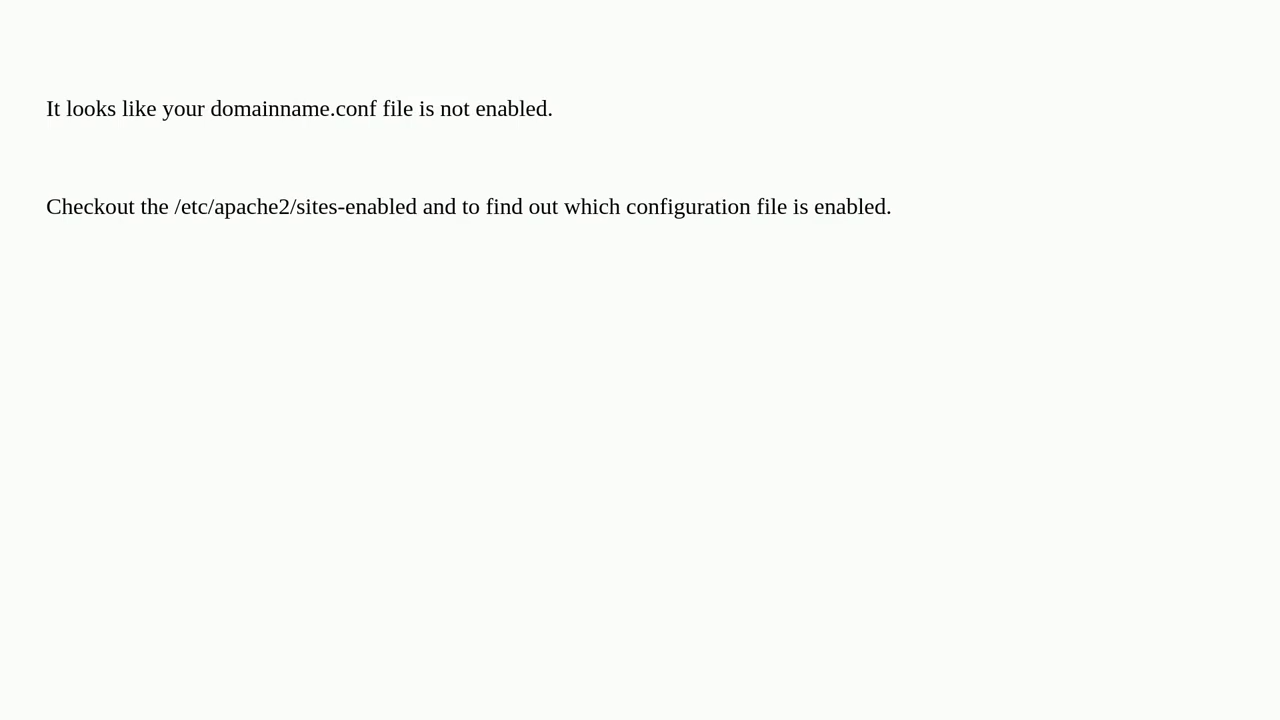 It looks like your domainname.conf file is not enabled.
Checkout the /etc/apache2/sites-enabled and to find out which configuration file is enabled.